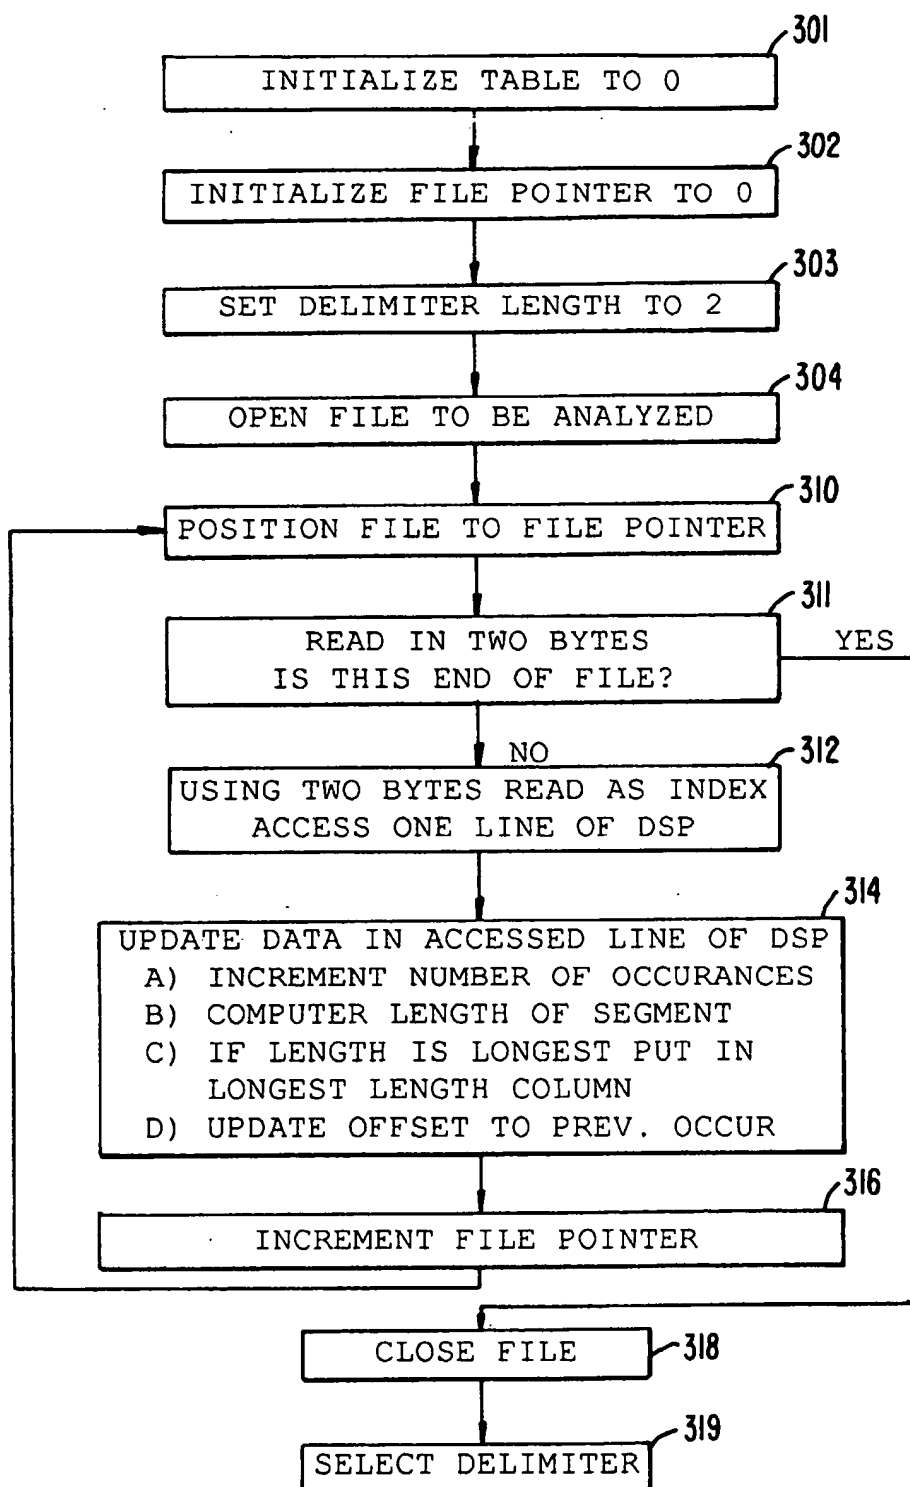 301
INITIALIZE TABLE TO 0
302
INITIALIZE FILE POINTER TO 0
303
SET DELIMITER LENGTH TO 2
304
OPEN FILE TO BE ANALYZED
310
POSITION FILE TO FILE POINTER
311
READ IN TWO BYTES
IS THIS END OF FILE?
YES
NO
312
USING TWO BYTES READ AS INDEX
ACCESS ONE LINE OF DSP
314
UPDATE DATA IN ACCESSED LINE OF DSP
A) INCREMENT NUMBER OF OCCURANCES
B) COMPUTER LENGTH OF SEGMENT
C) IF LENGTH IS LONGEST PUT IN
LONGEST LENGTH COLUMN
D) UPDATE OFFSET TO PREV. OCCUR
316
INCREMENT FILE POINTER
CLOSE FILE
318
319
SELECT DELIMITER